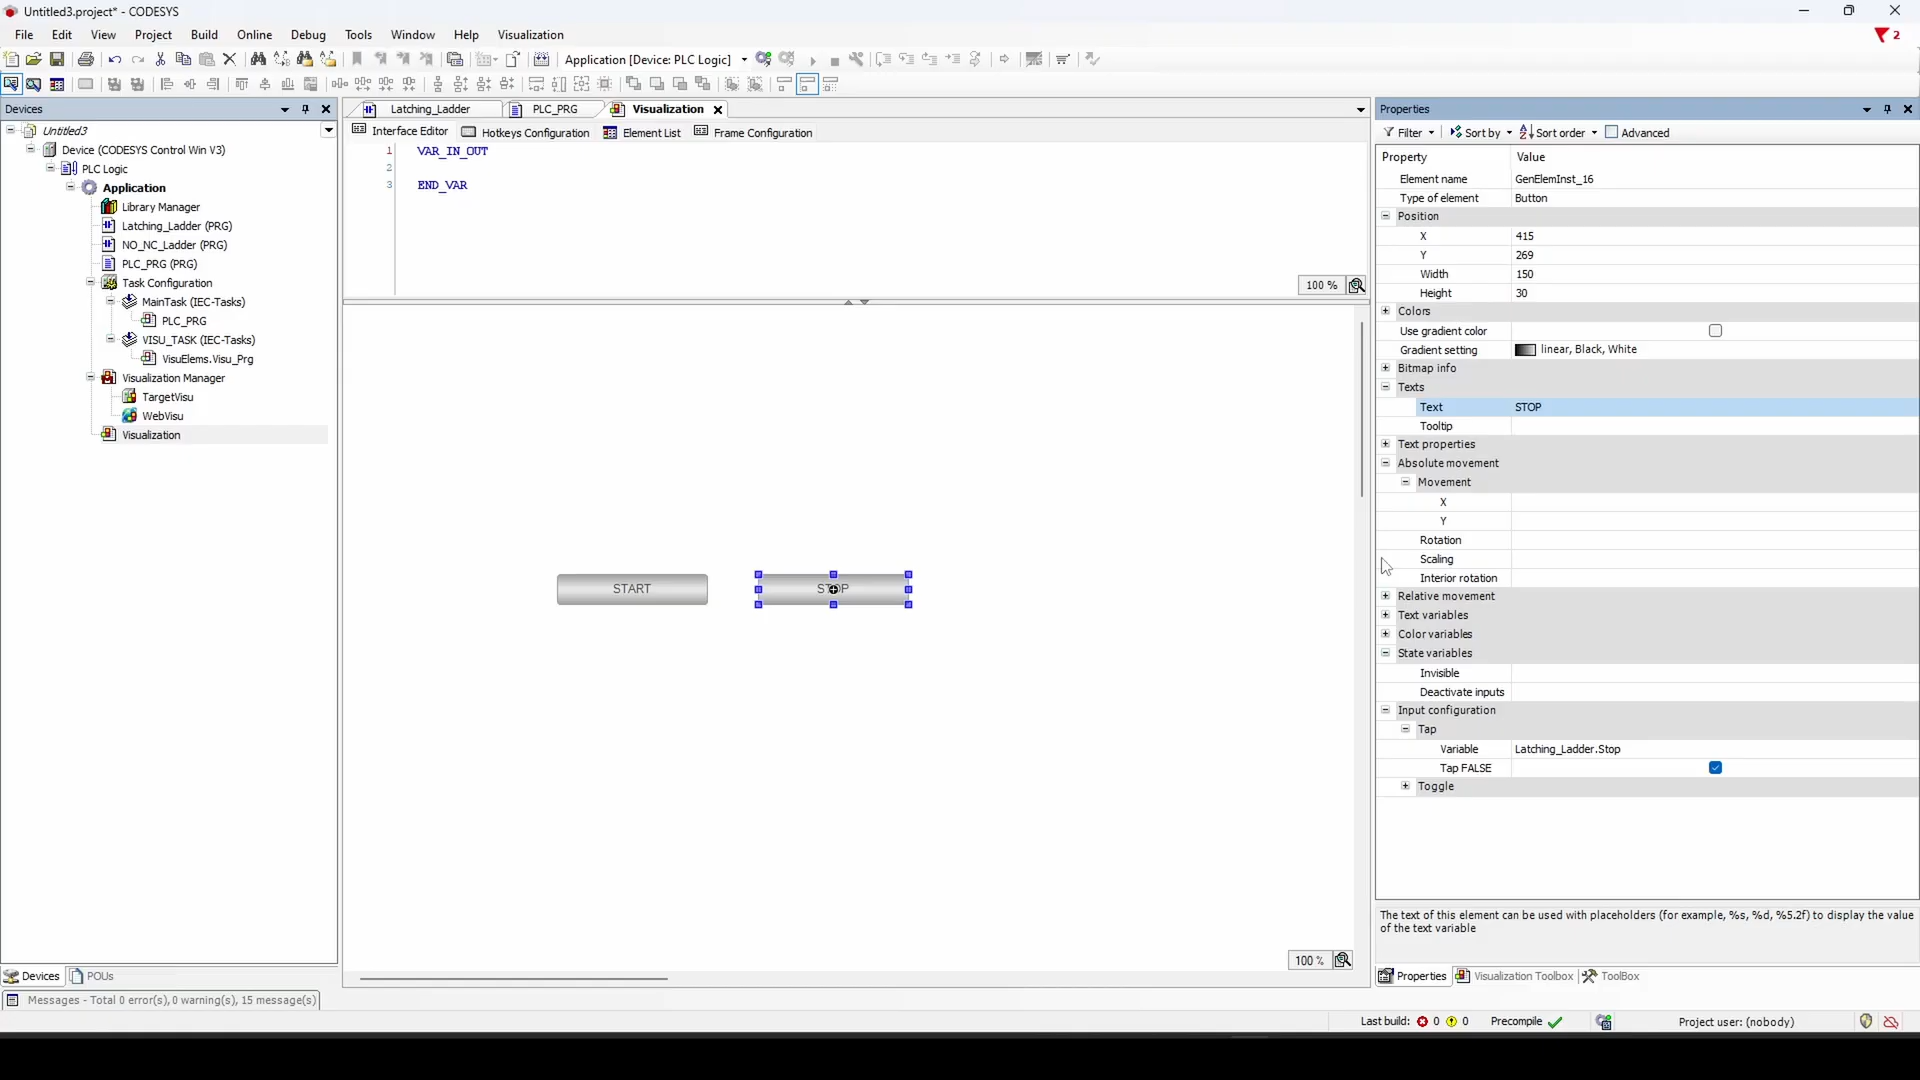 Untitled3.project* - CODESYS
File Edit View Project Build Online Debug Tools Window Help Visualization
2
Application [Device: PLC Logic]
Devices
Untitled3
Device (CODESYS Control Win V3)
PLC Logic
Application
Library Manager
Latching_Ladder (PRG)
NO_NC_Ladder (PRG)
PLC_PRG (PRG)
Task Configuration
MainTask (IEC-Tasks)
PLC_PRG
VISU_TASK (IEC-Tasks)
VisuElems.Visu_Prg
Visualization Manager
TargetVisu
WebVisu
Visualization
Devices POUs
Messages - Total 0 error(s), 0 warning(s), 15 message(s)
Latching_Ladder PLC_PRG Visualization
Interface Editor Hotkeys Configuration Element List Frame Configuration
1 VAR_IN_OUT
2
3 END_VAR
100 %
START STOP
100 %
Properties
Filter Sort by Sort order Advanced
Property Value
Element name GenElemInst_16
Type of element Button
Position
X 415
Y 269
Width 150
Height 30
Colors
Use gradient color
Gradient setting linear, Black, White
Bitmap info
Texts
Text STOP
Tooltip
Text properties
Absolute movement
Movement
X
Y
Rotation
Scaling
Interior rotation
Relative movement
Text variables
Color variables
State variables
Invisible
Deactivate inputs
Input configuration
Tap
Variable Latching_Ladder.Stop
Tap FALSE
Toggle
The text of this element can be used with placeholders (for example, %s, %d, %5.2f) to display the value
of the text variable
Properties Visualization Toolbox ToolBox
Last build: 0 0 Precompile Project user: (nobody)